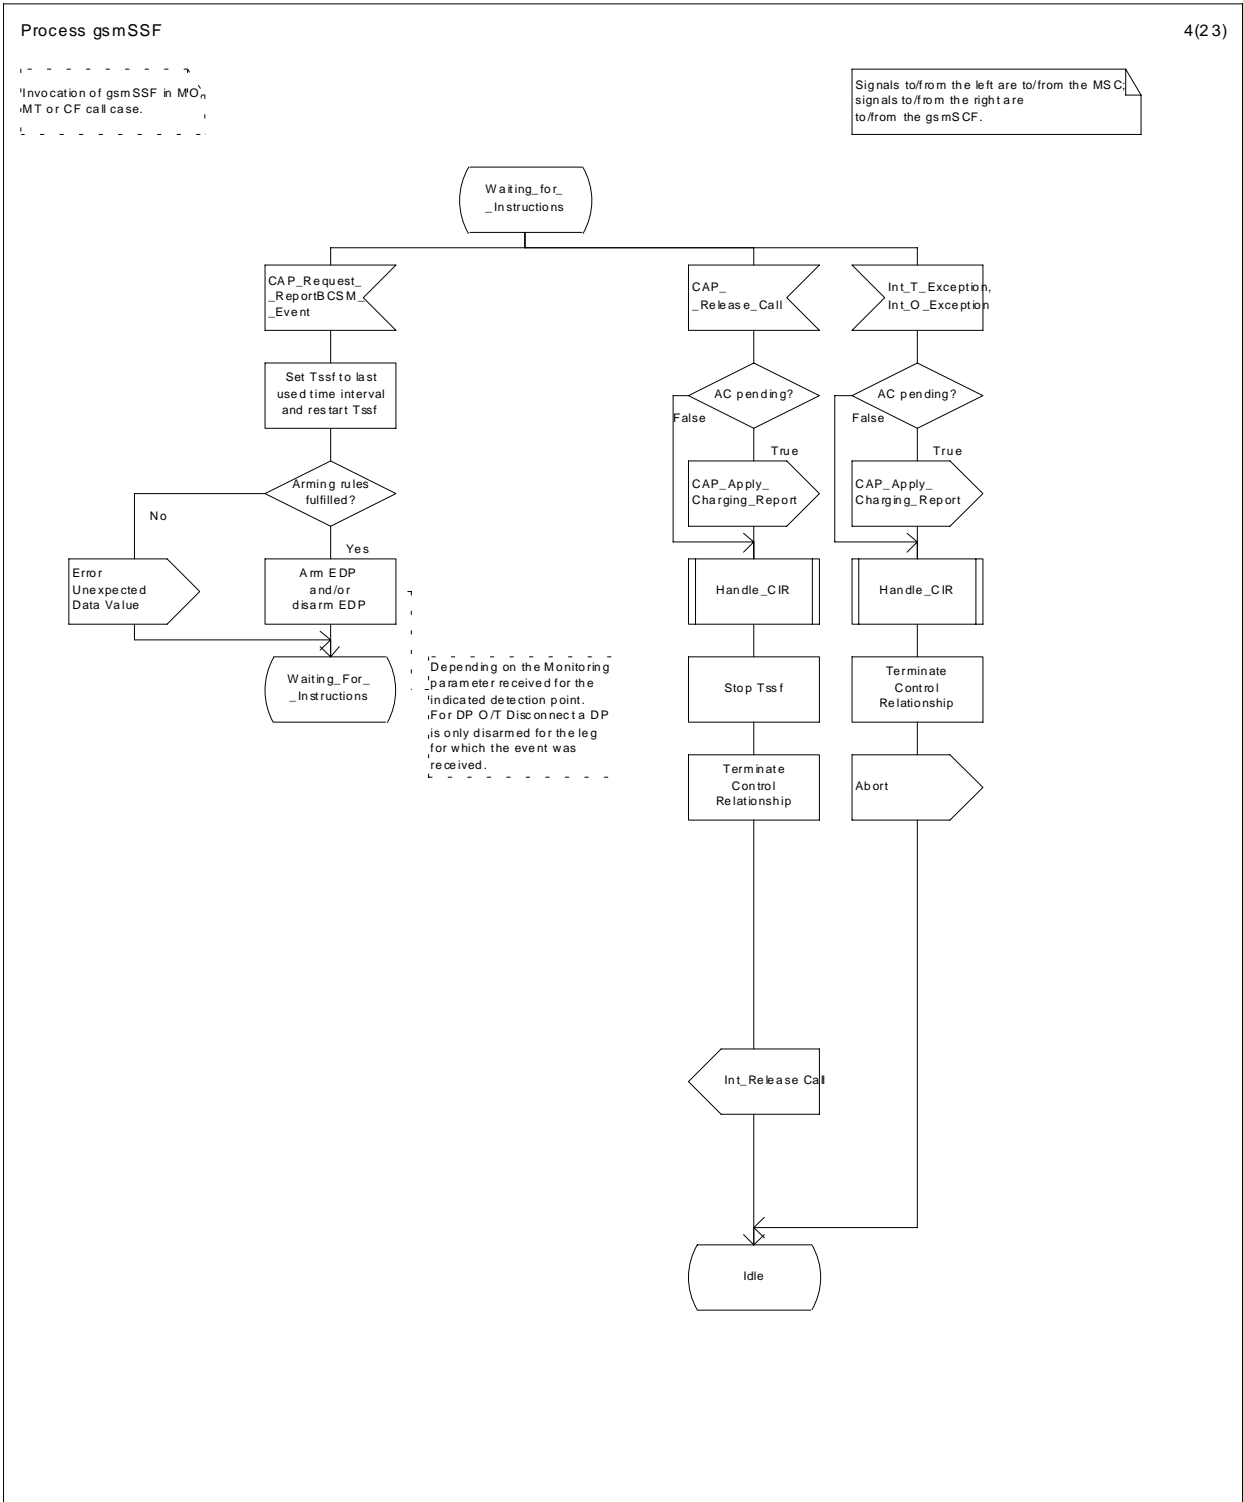 Process gsmSSF
4(23)
Invocation of gsmSSF in MO,
MT or CF call case.
Signals to/from the left are to/from the MSC;
signals to/from the right are
to/from the gsmSCF.
Waiting_for_
_Instructions
CAP_Request_
_ReportBCSM_
_Event
CAP_
_Release_Call
Int_T_Exception,
Int_O_Exception
Set Tssf to last
used time interval
and restart Tssf
AC pending?
False
True
AC pending?
False
True
CAP_Apply_
Charging_Report
CAP_Apply_
Charging_Report
Arming rules
fulfilled?
No
Yes
Error
Unexpected
Data Value
Arm EDP
and/or
disarm EDP
Handle_CIR
Handle_CIR
Waiting_For_
_Instructions
Depending on the Monitoring
parameter received for the
indicated detection point.
For DP O/T Disconnect a DP
is only disarmed for the leg
for which the event was
received.
Stop Tssf
Terminate
Control
Relationship
Terminate
Control
Relationship
Abort
Int_Release Call
Idle